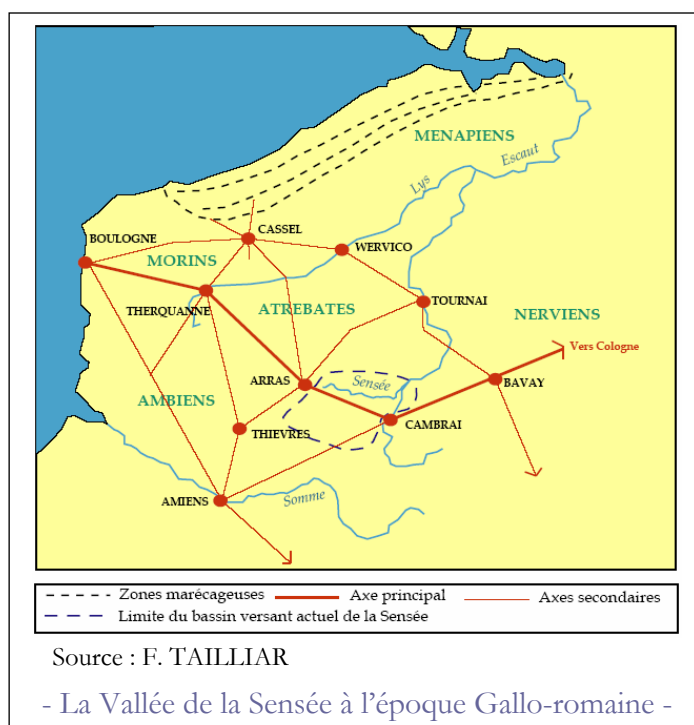 MENAPIENS
Escaut
Lys
CASSEL
BOULOGNE
WERVICO
MORINS
THERQUANNE
ATREBATES
TOURNAI
NERVIENS
Vers Cologne
ARRAS
Sensée
BAVAY
AMBIENS
CAMBRAI
THIEVRES
AMIENS
Somme
Zones marécageuses
Axe principal
Axes secondaires
Limite du bassin versant actuel de la Sensée
Source : F. TAILLIAR
- La Vallée de la Sensée à l'époque Gallo-romaine -